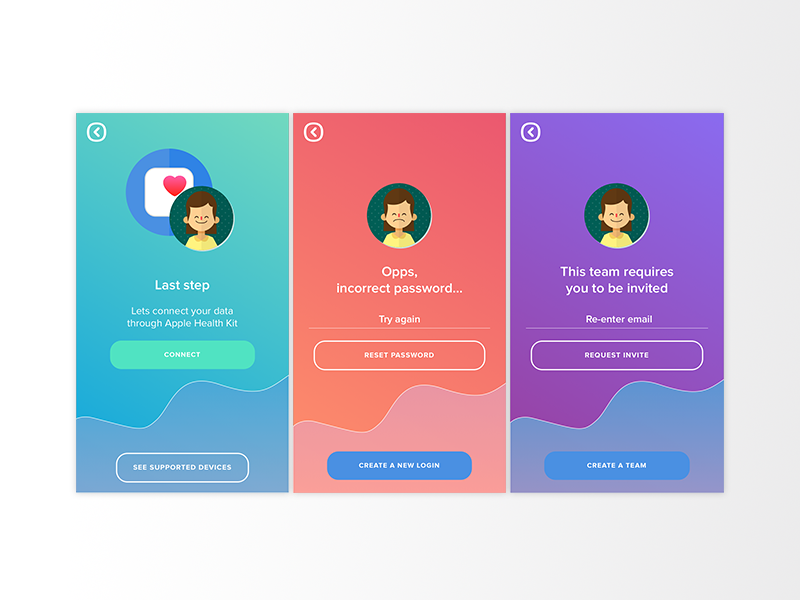 Last step
Lets connect your data
through Apple Health Kit
CONNECT
SEE SUPPORTED DEVICES
Opps,
incorrect password...
Try again
RESET PASSWORD
CREATE A NEW LOGIN
This team requires
you to be invited
Re-enter email
REQUEST INVITE
CREATE A TEAM